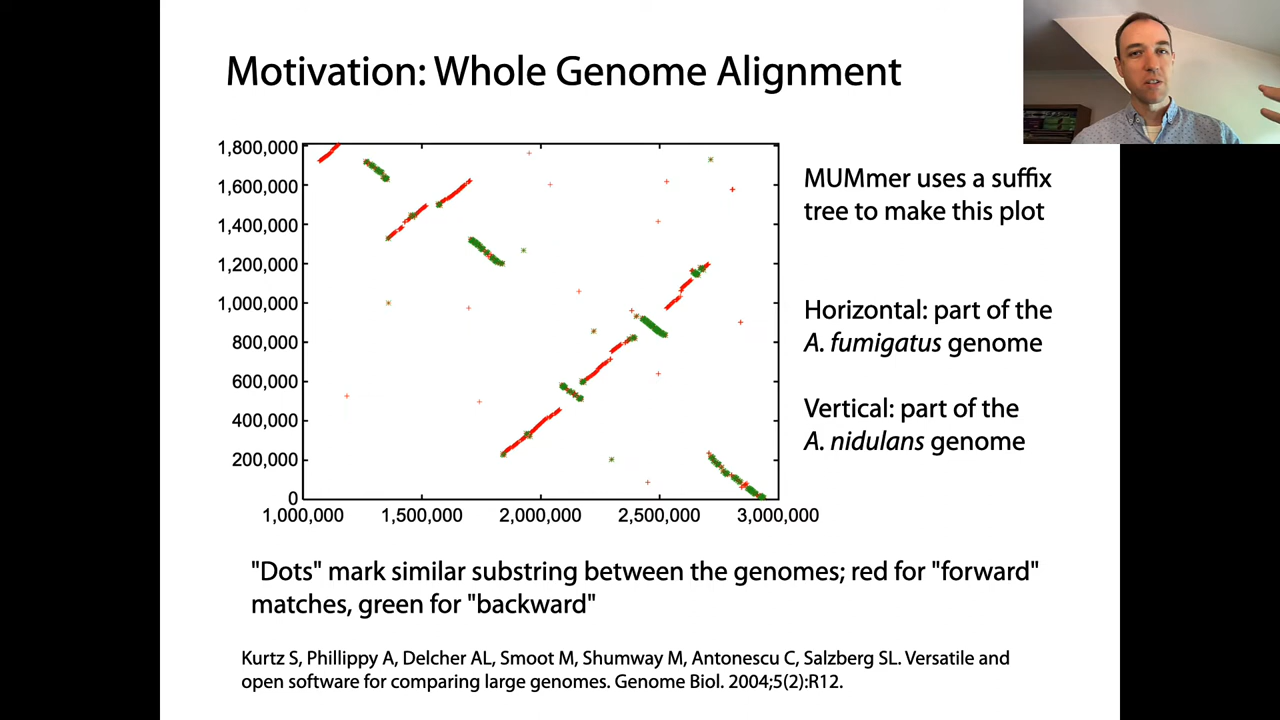 Motivation: Whole Genome Alignment
1,800,000
1,600,000
1,400,000
1,200,000
1,000,000
800,000
600,000
400,000
200,000
0
1,000,000 1,500,000 2,000,000 2,500,000 3,000,000
MUMmer uses a suffix
tree to make this plot
Horizontal: part of the
A. fumigatus genome
Vertical: part of the
A. nidulans genome
"Dots" mark similar substring between the genomes; red for "forward"
matches, green for "backward"
Kurtz S, Phillippy A, Delcher AL, Smoot M, Shumway M, Antonescu C, Salzberg SL. Versatile and
open software for comparing large genomes. Genome Biol. 2004;5(2):R12.